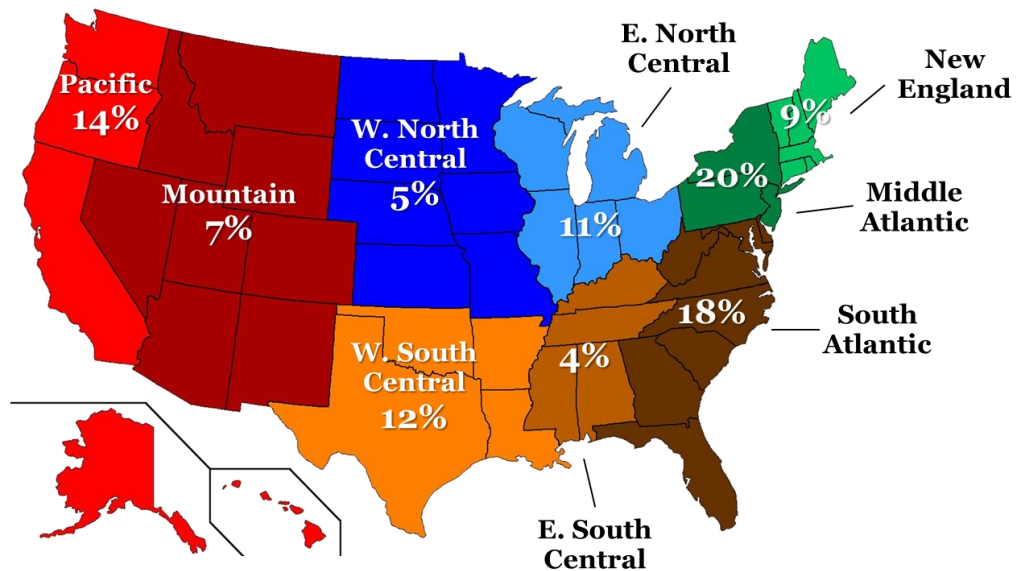 E. North
Central
New
England
Pacific
14%
9%
W. North
Central
5%
Mountain
7%
20%
Middle
Atlantic
11%
18%
South
Atlantic
W. South
Central
12%
4%
E. South
Central